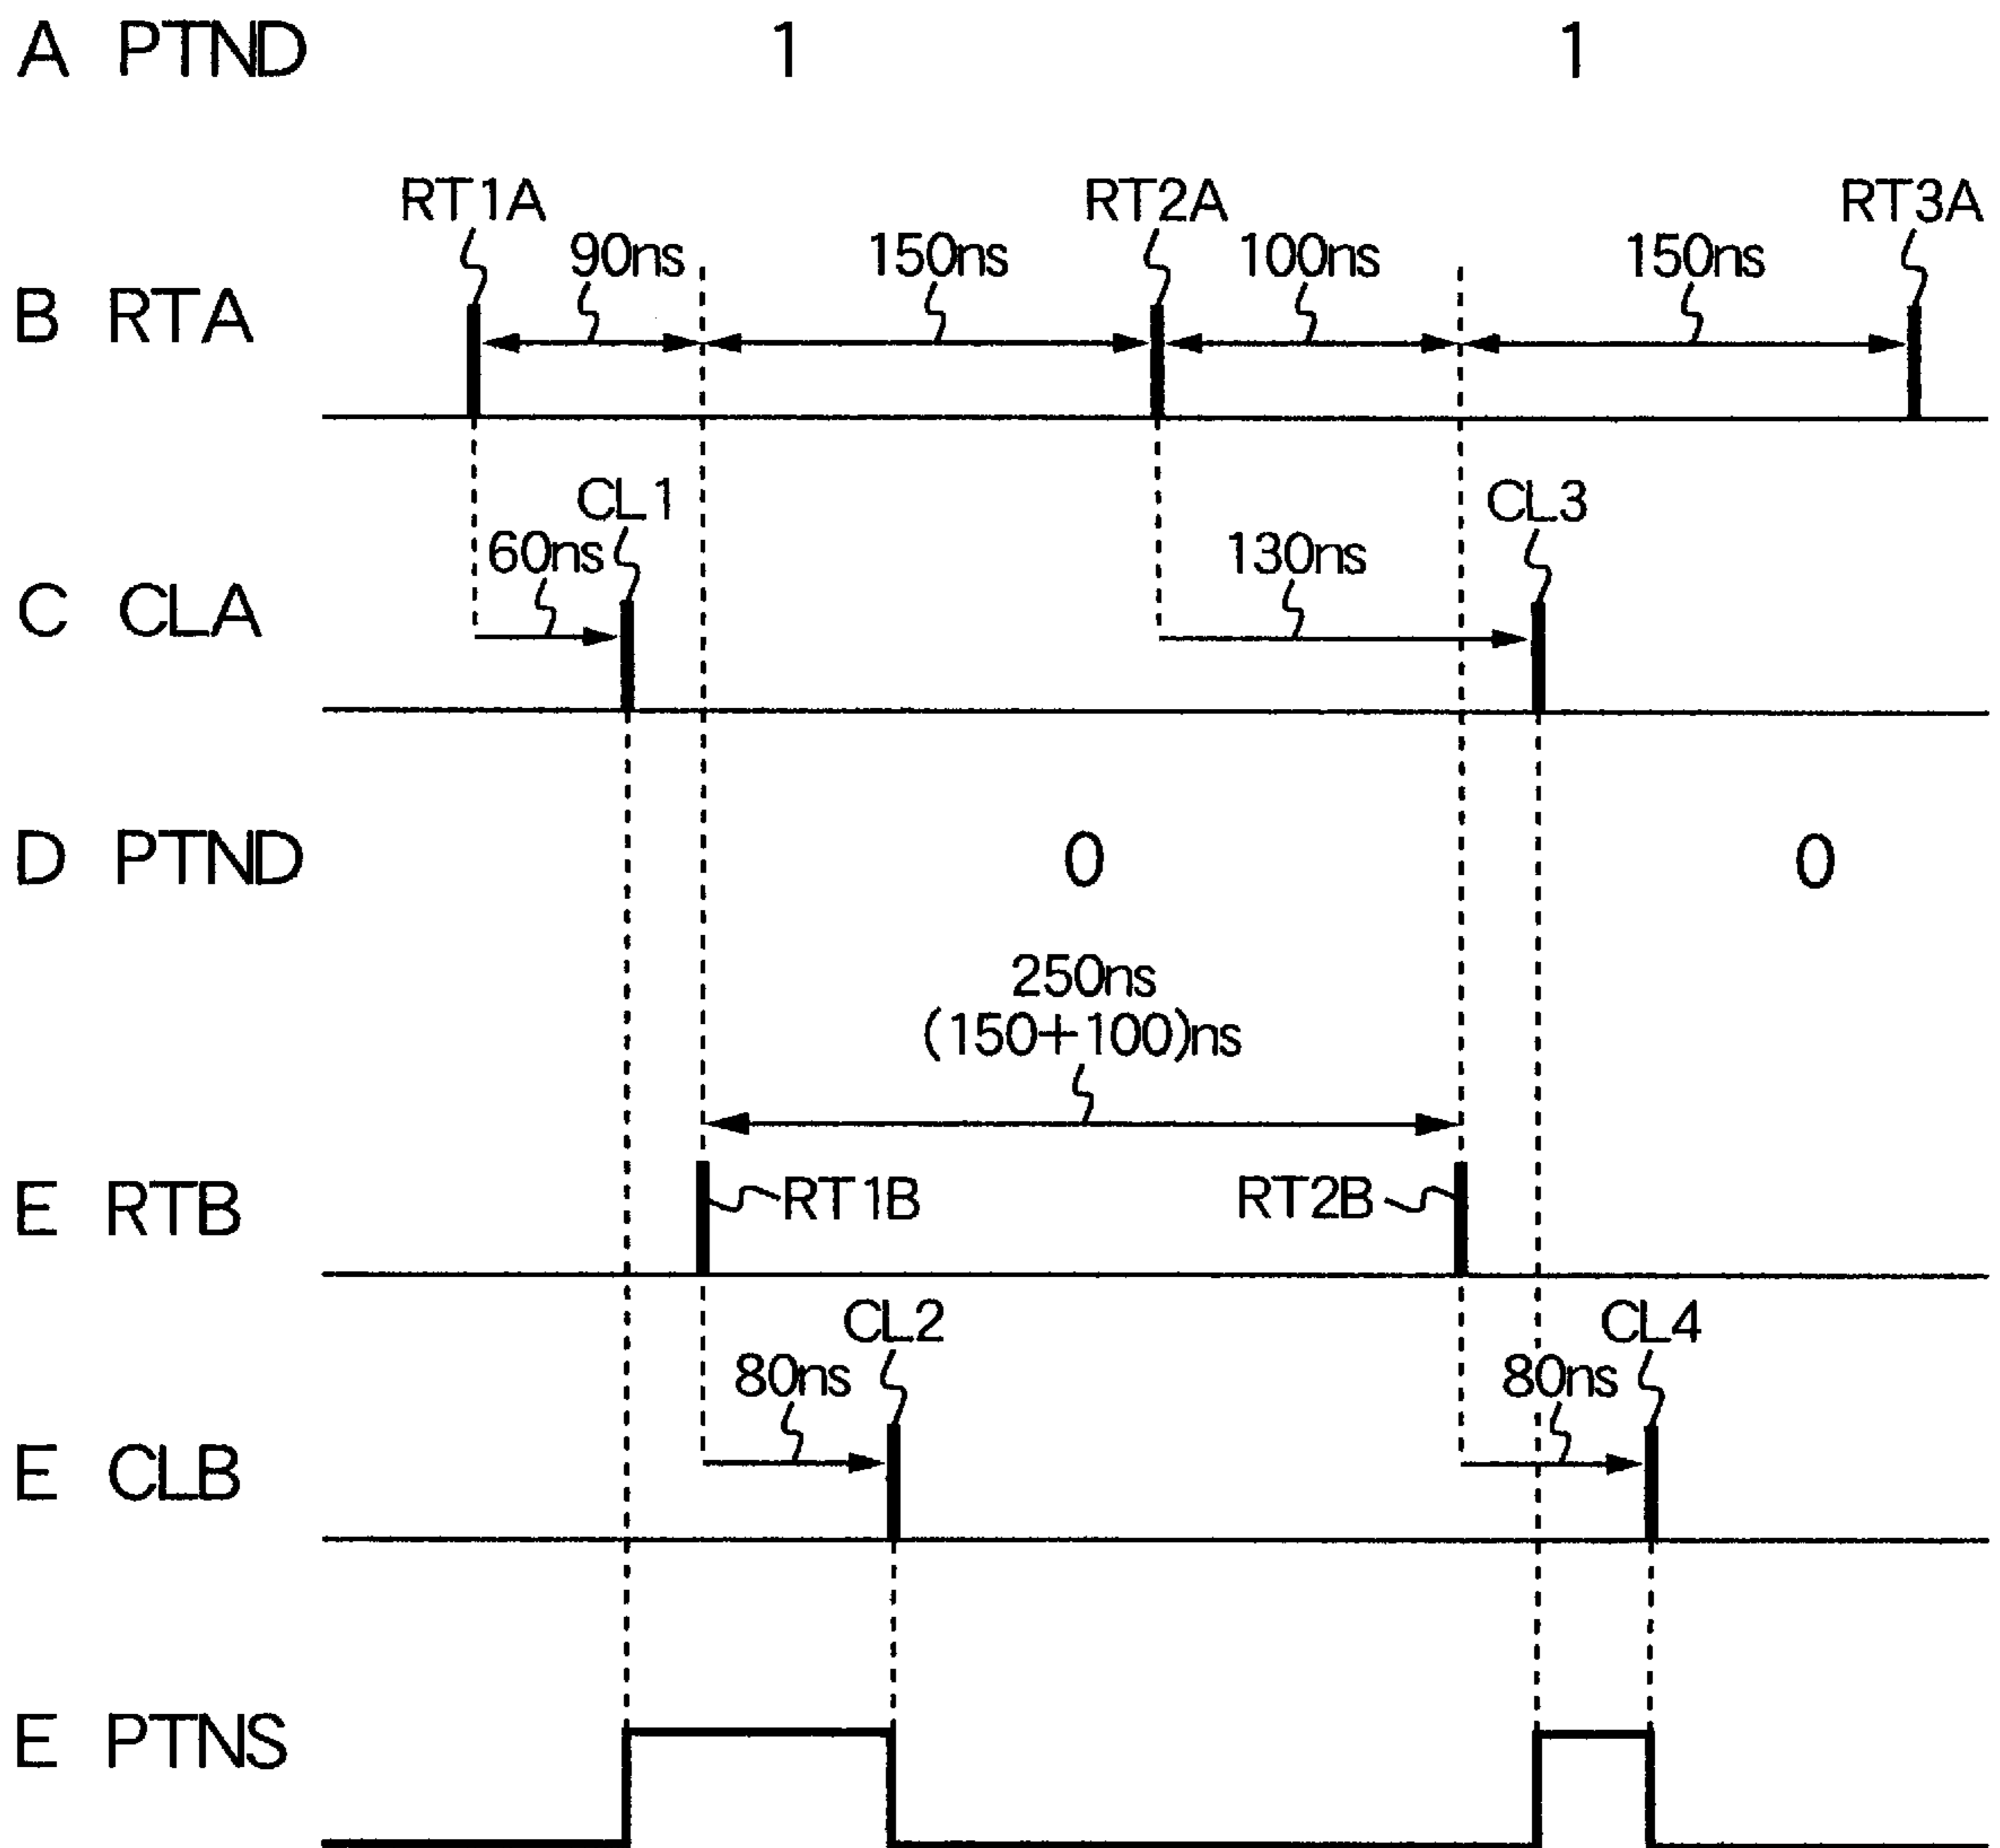 A PTND 1 1
RT1A RT2A RT3A
90ns 150ns 100ns 150ns
B RTA
CL1 CL3
60ns 130ns
C CLA
D PTND 0 0
250ns
(150+100)ns
E RTB RT1B RT2B
CL2 CL4
80ns 80ns
E CLB
E PTNS